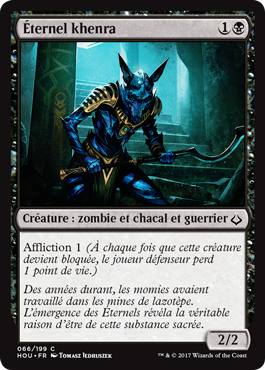 Éternel khenra 1
Créature : zombie et chacal et guerrier
Affliction 1 (À chaque fois que cette créature
devient bloquée, le joueur défenseur perd
1 point de vie.)
Des années durant, les momies avaient
travaillé dans les mines de lazotèpe.
L'émergence des Éternels révéla la véritable
raison d'être de cette substance sacrée.
2/2
066/199 C
HOU • FR Tomasz Jedruszek ™ & © 2017 Wizards of the Coast